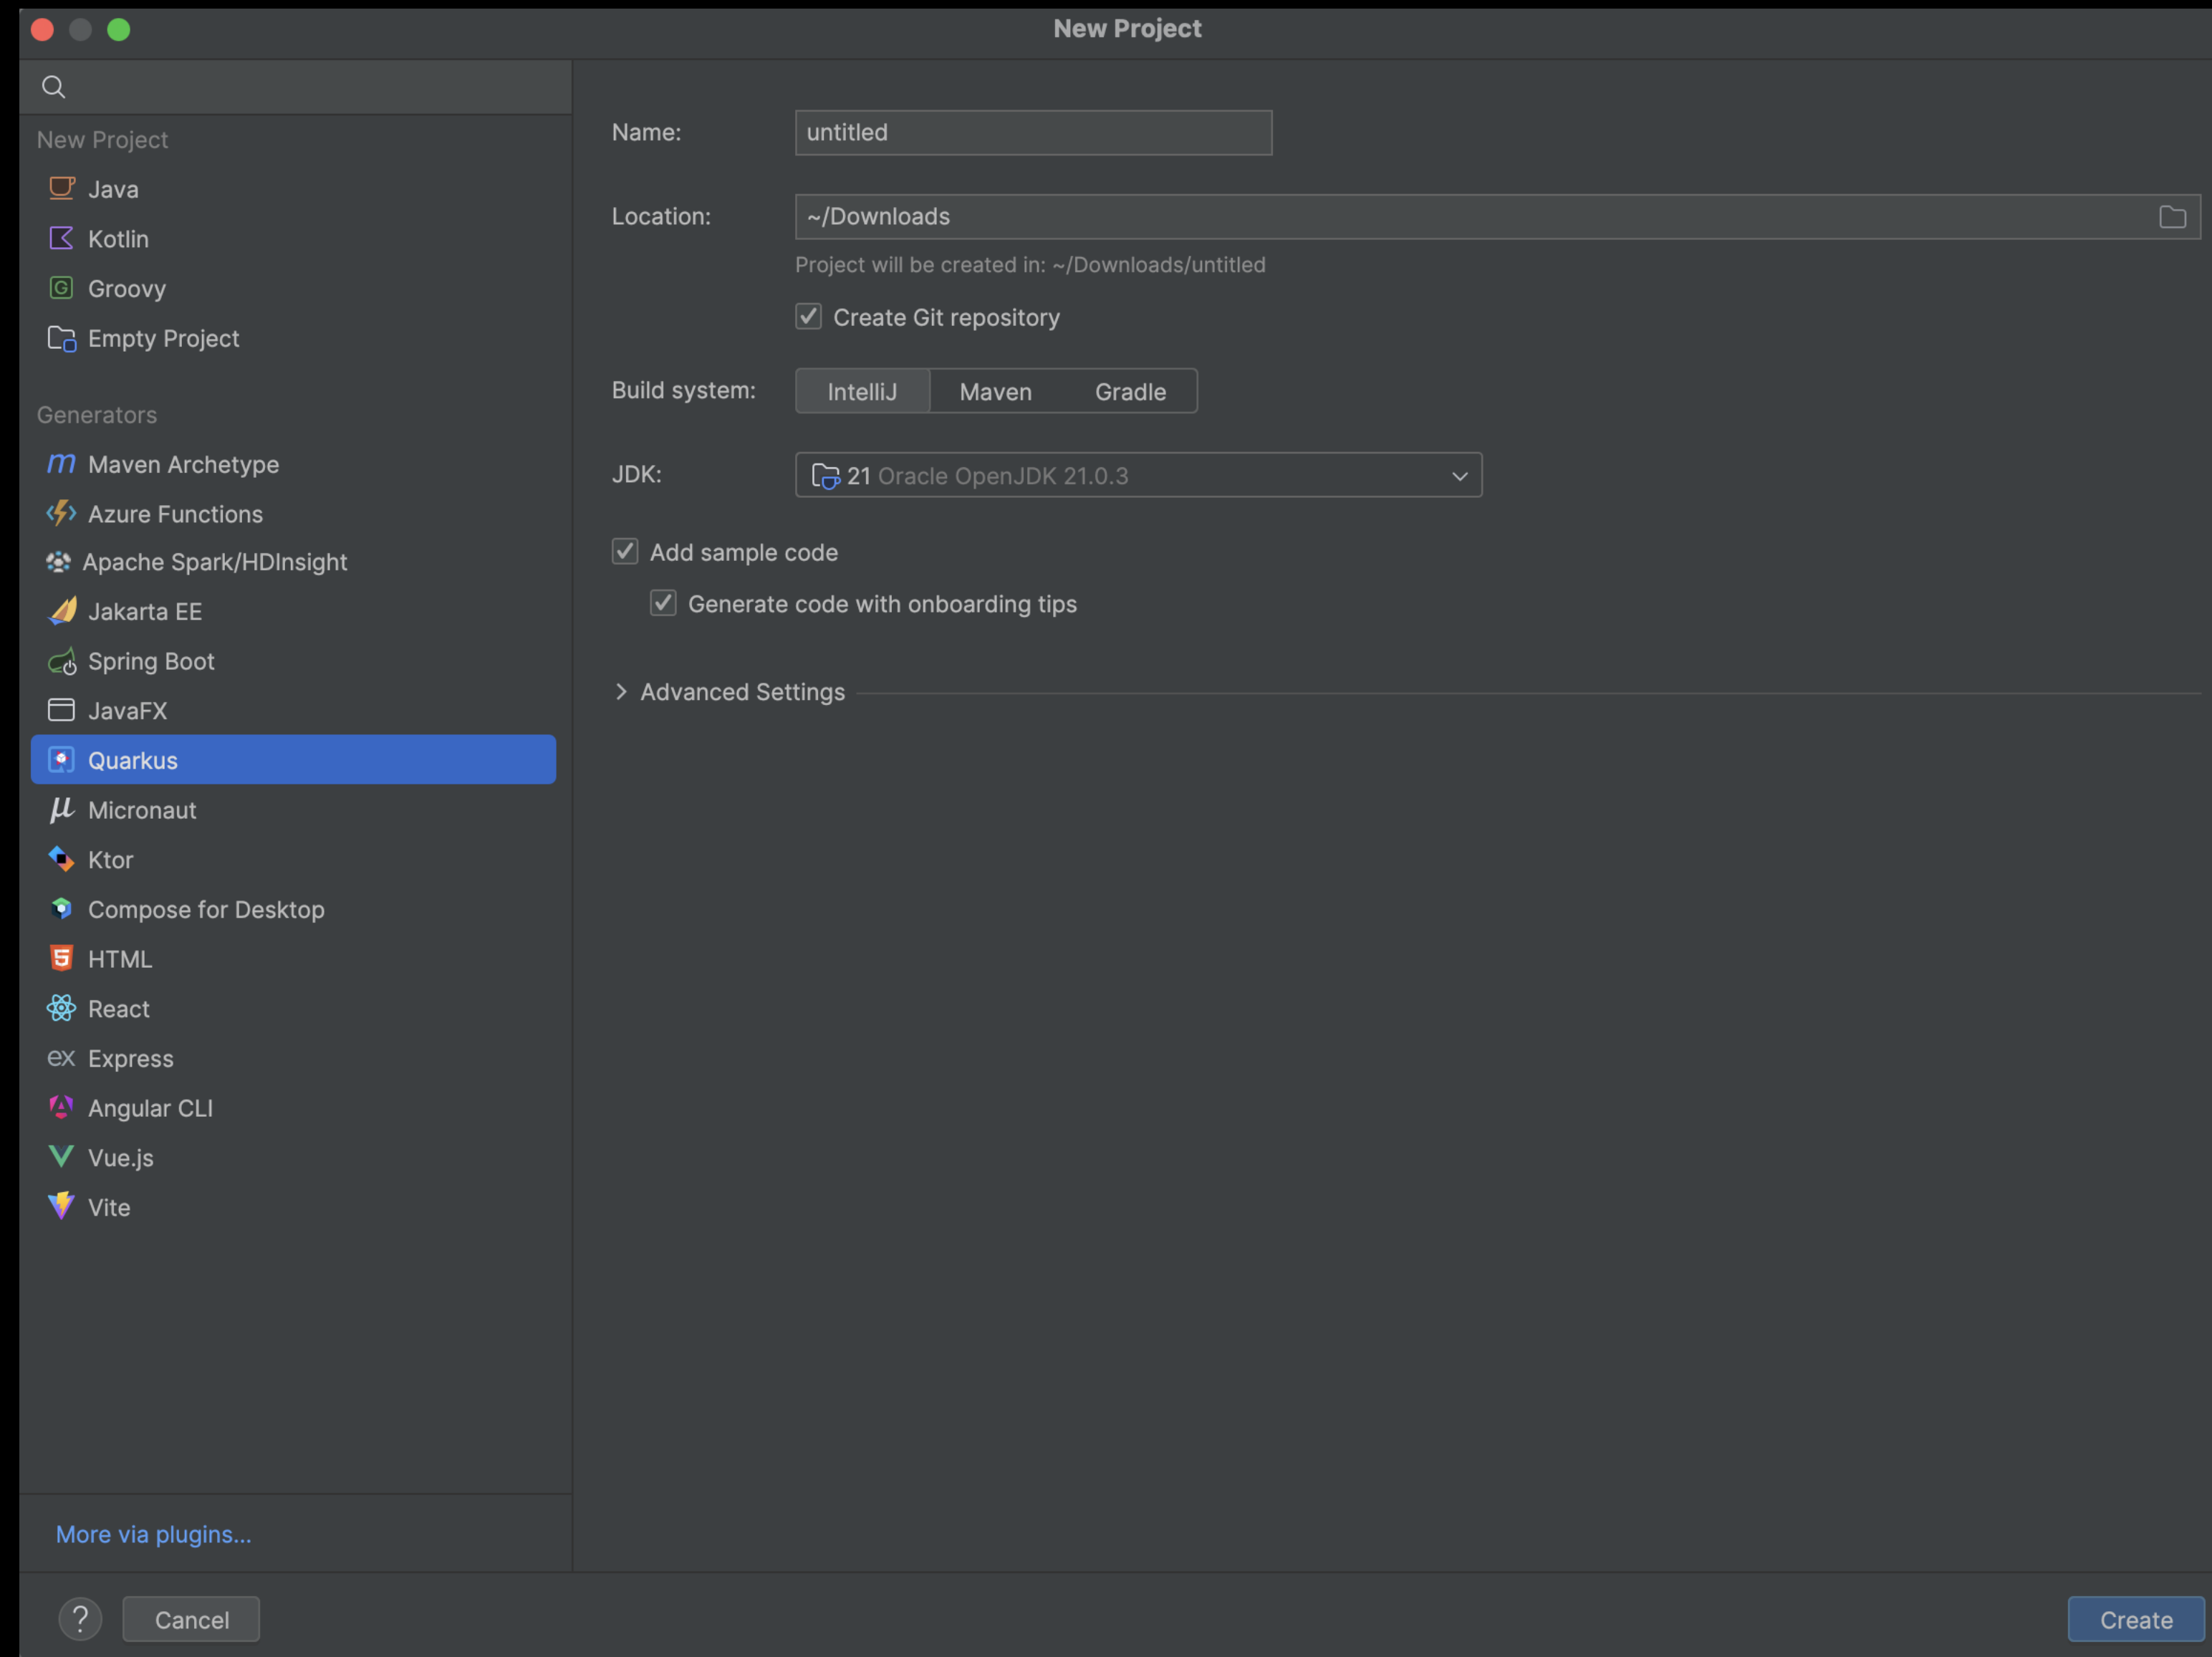 New Project
New Project
Java
Kotlin
Groovy
Empty Project
Generators
Maven Archetype
Azure Functions
Apache Spark/HDInsight
Jakarta EE
Spring Boot
JavaFX
Quarkus
Micronaut
Ktor
Compose for Desktop
HTML
React
ex Express
Angular CLI
Vue.js
Vite
More via plugins...
? Cancel
Name: untitled
Location: ~/Downloads
Project will be created in: ~/Downloads/untitled
Create Git repository
Build system: IntelliJ Maven Gradle
JDK: 21 Oracle OpenJDK 21.0.3
Add sample code
Generate code with onboarding tips
Advanced Settings
Create